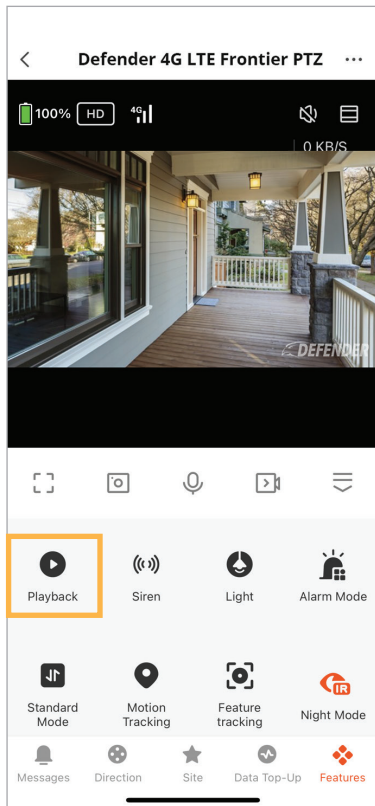 Defender 4G LTE Frontier PTZ
100% HD 4G
0 KB/S
DEFENDER
Playback
Siren
Light
Alarm Mode
Standard
Mode
Motion
Tracking
Feature
tracking
Night Mode
IR
Messages
Direction
Site
Data Top-Up
Features